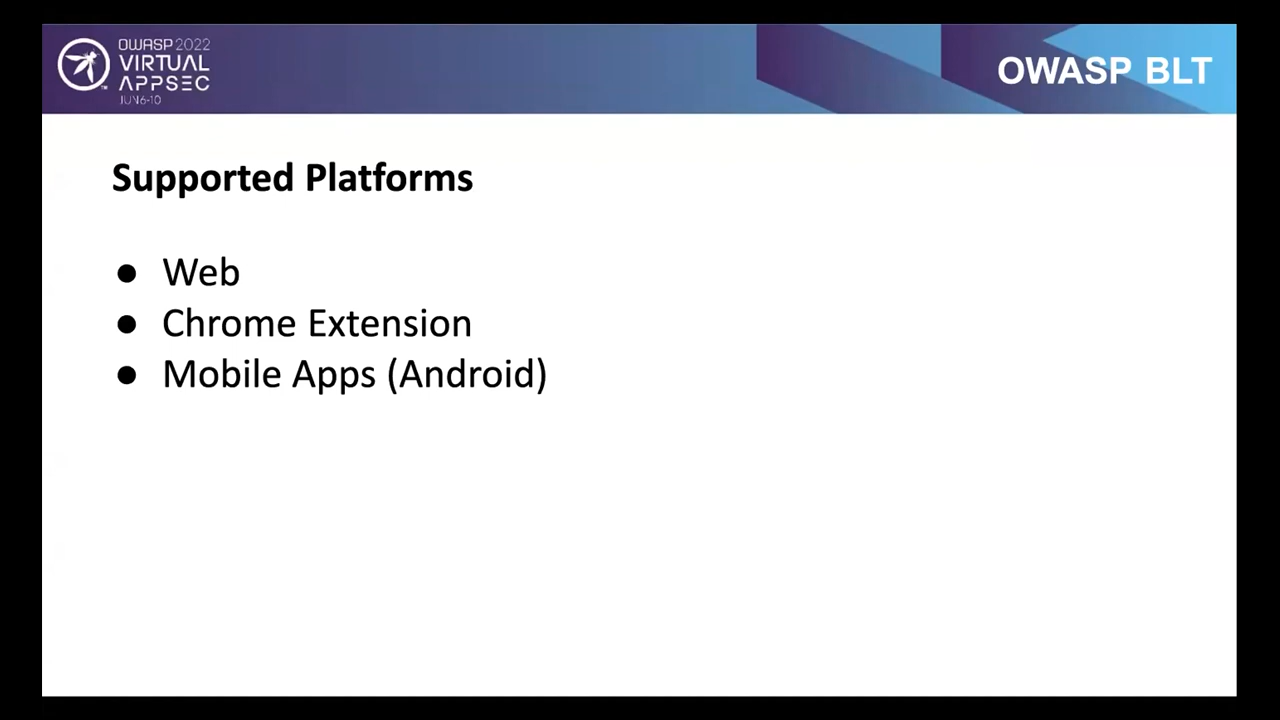 OWASP 2022
VIRTUAL
APPSEC
JUN 6-10
OWASP BLT
Supported Platforms
● Web
● Chrome Extension
● Mobile Apps (Android)